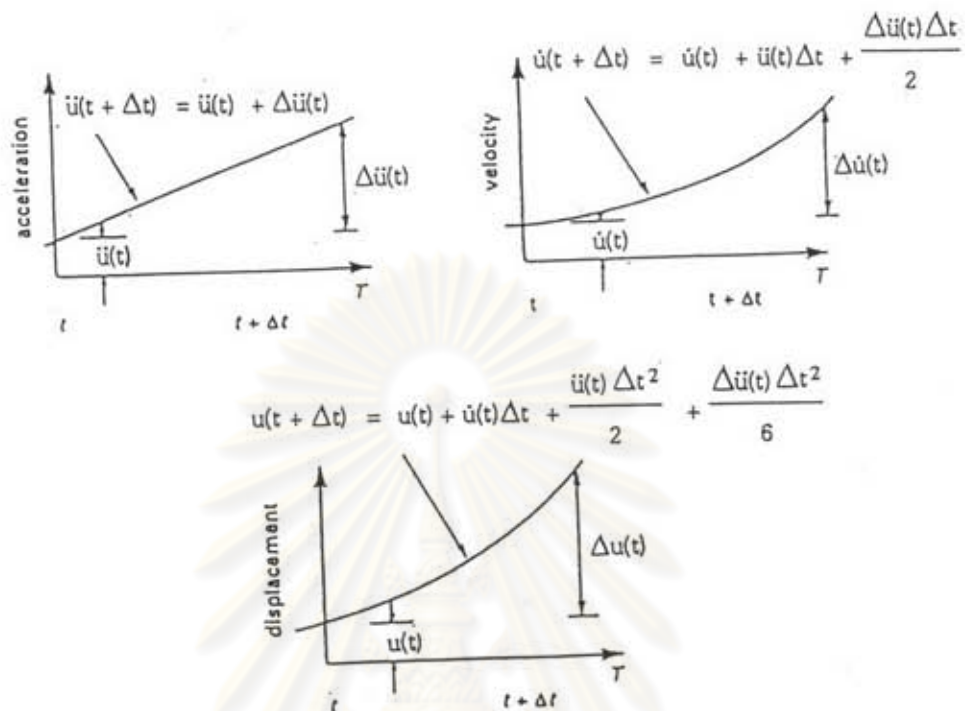 u̇(t + Δt) = u̇(t) + ü(t)Δt + Δü(t) Δt / 2
ü(t + Δt) = ü(t) + Δü(t)
acceleration
Δü(t)
ü(t)
T
t
t + Δt
velocity
Δu̇(t)
u̇(t)
T
t
t + Δt
u(t + Δt) = u(t) + u̇(t)Δt + ü(t) Δt² / 2 + Δü(t) Δt² / 6
displacement
Δu(t)
u(t)
T
t
t + Δt